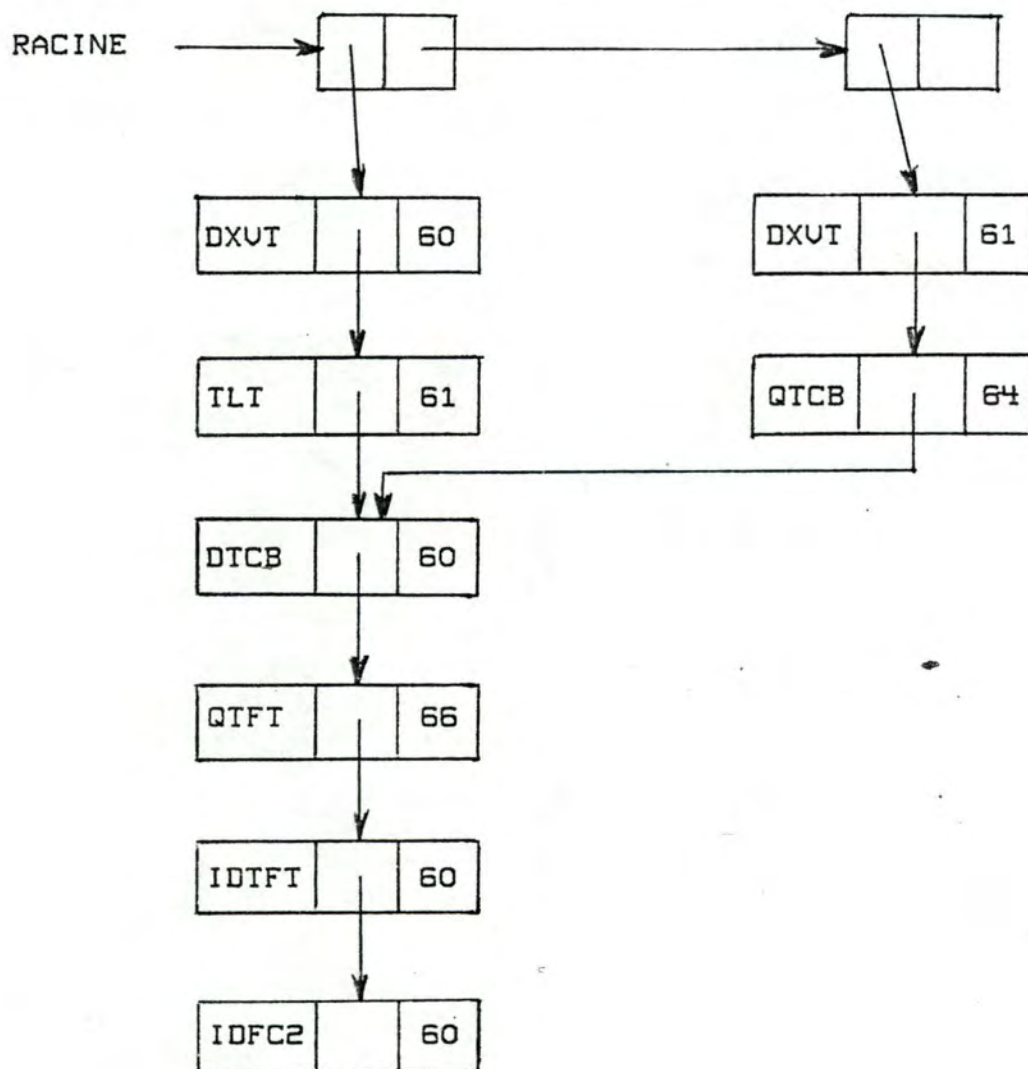 RACINE
DXVT 60 DXVT 61
TLT 61 QTCB 64
DTCB 60
QTFT 66
IDTFT 60
IDFC2 60